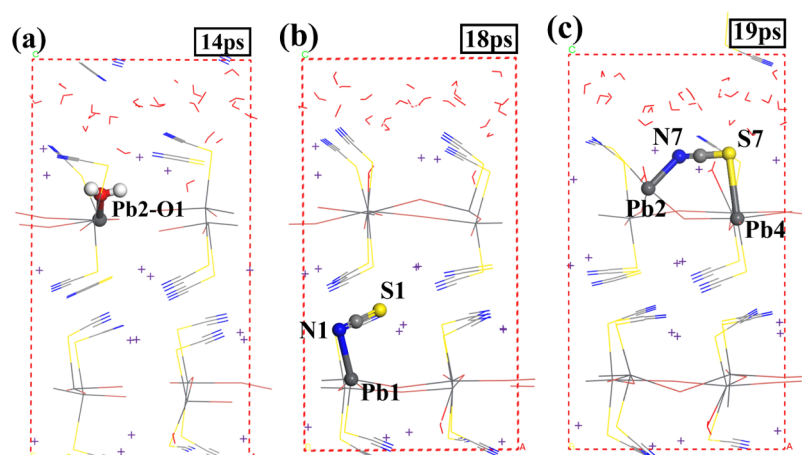 (a)
14ps
C
Pb2-O1
(b)
18ps
C
S1
N1
Pb1
A
(c)
19ps
C
N7
S7
Pb2
Pb4
A